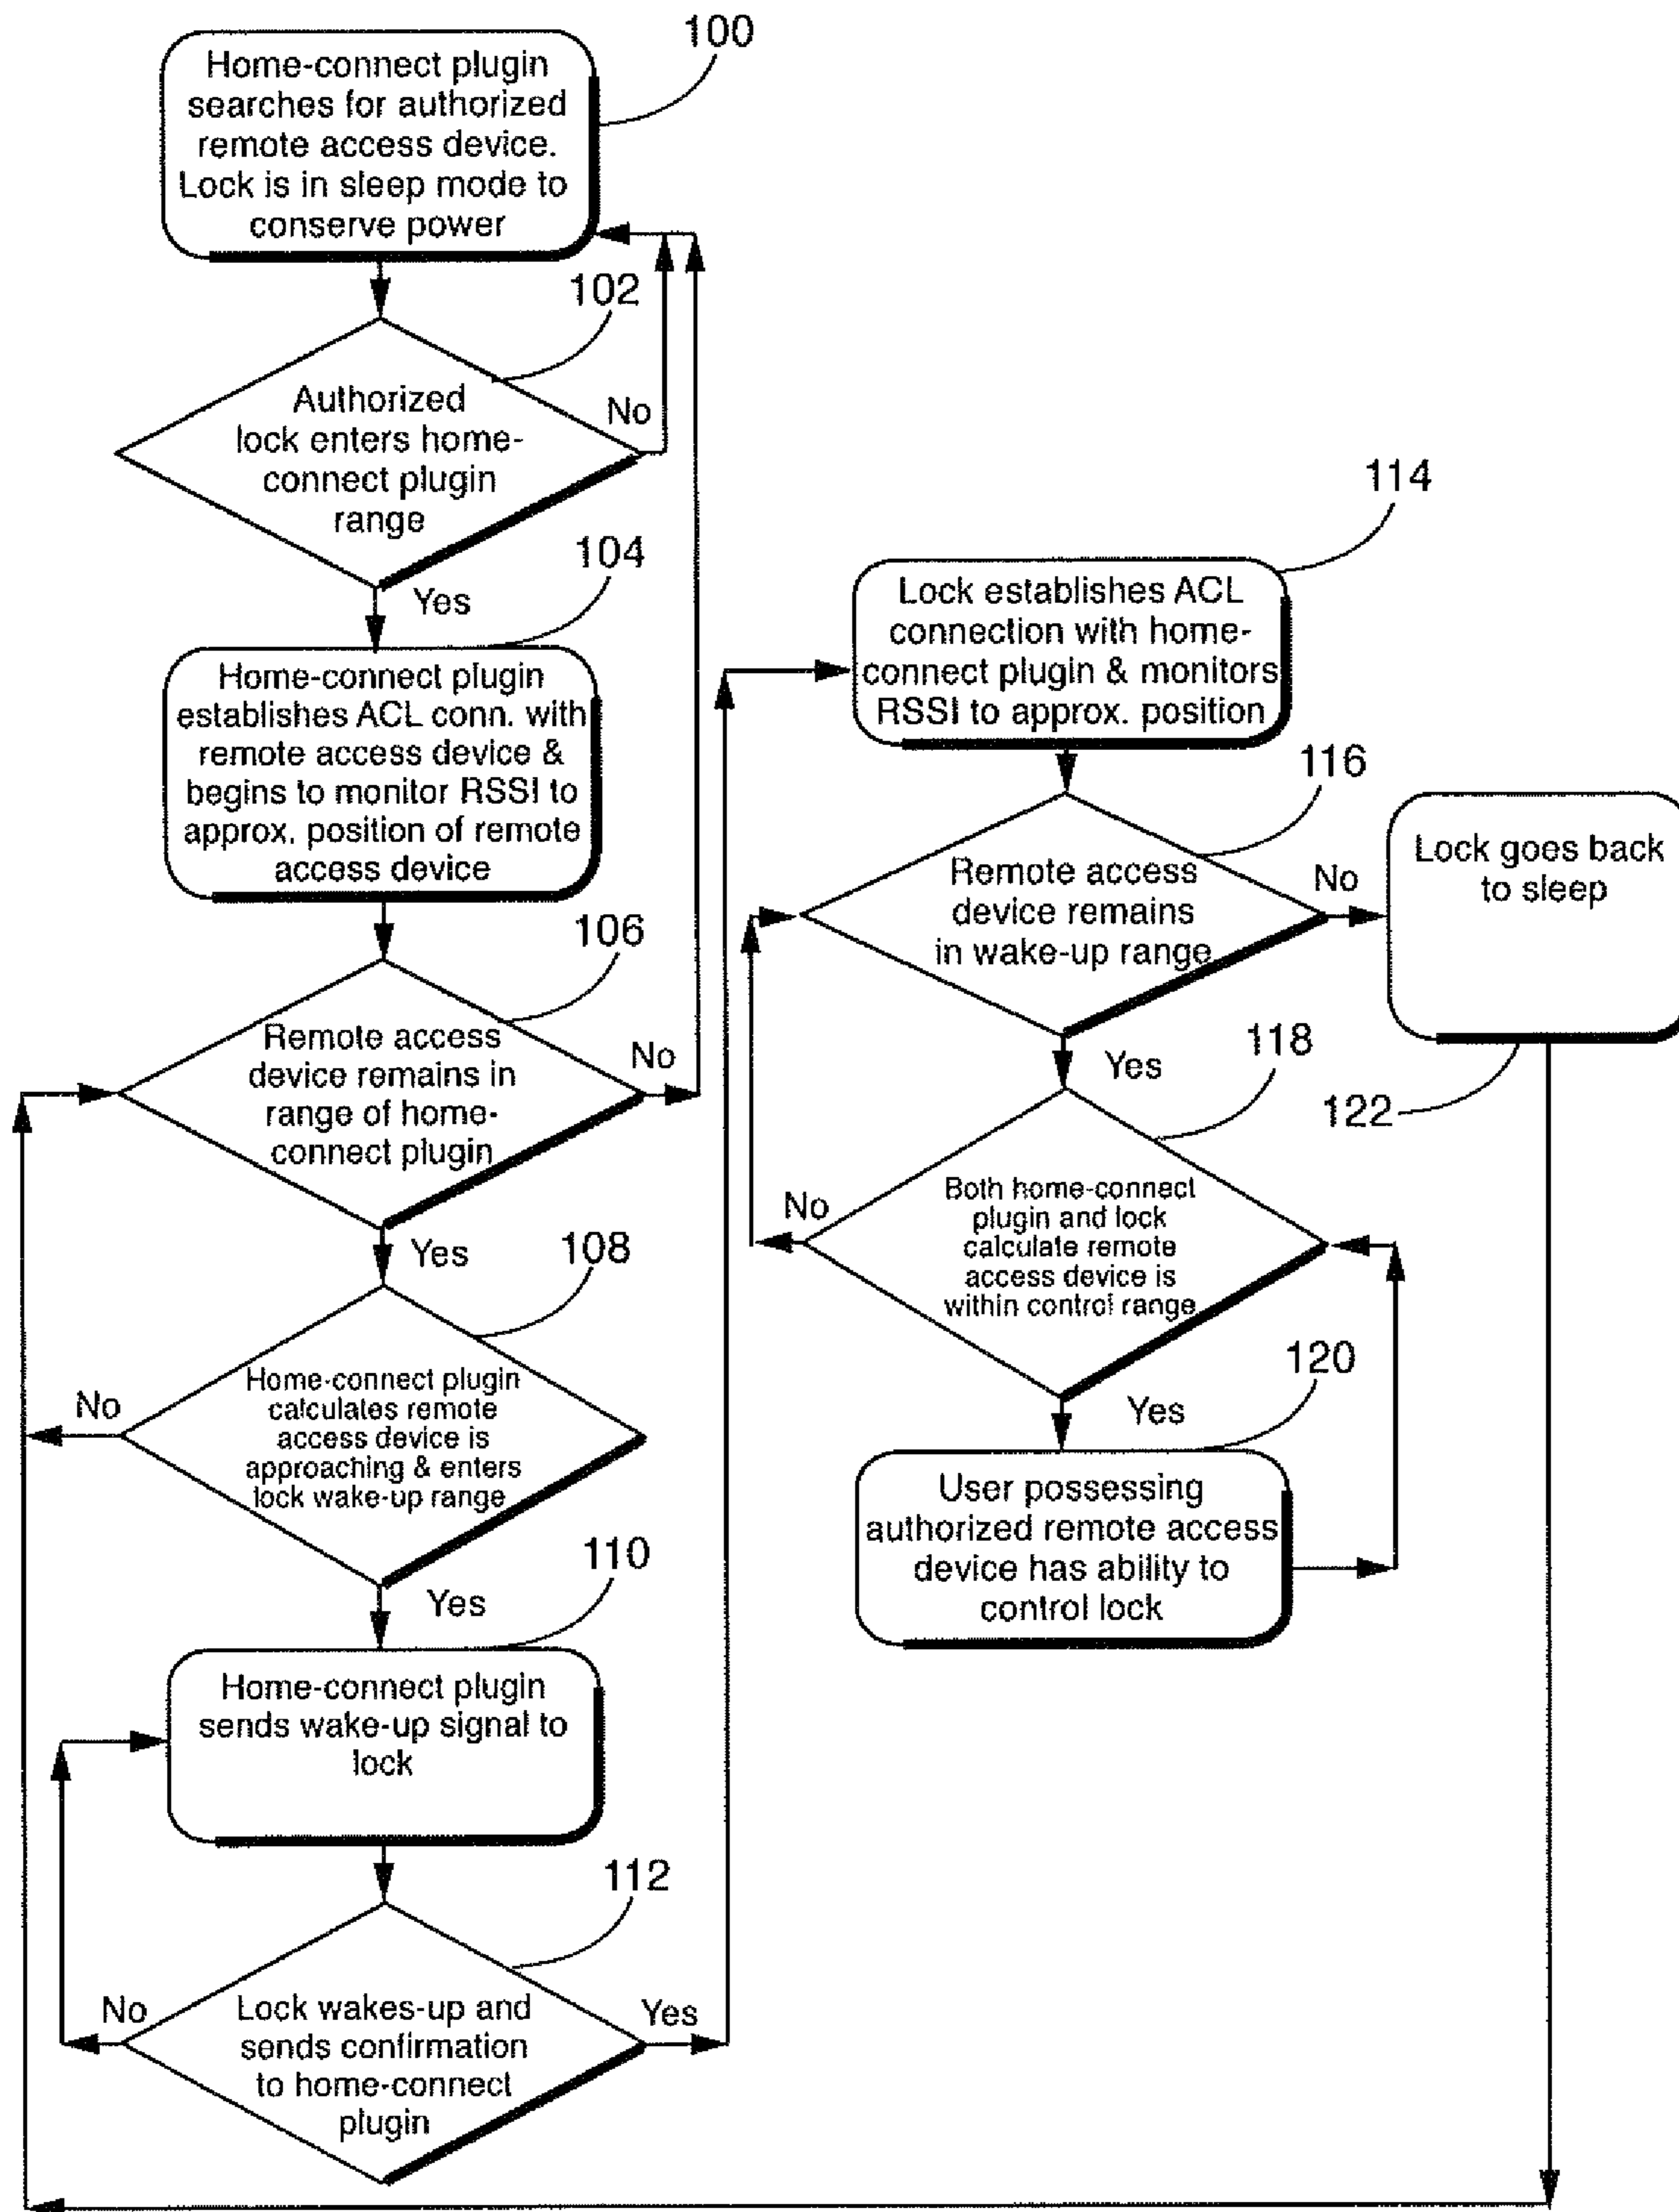 100
Home-connect plugin
searches for authorized
remote access device.
Lock is in sleep mode to
conserve power
102
Authorized
lock enters home-
connect plugin
range
No
Yes
104
Home-connect plugin
establishes ACL conn. with
remote access device &
begins to monitor RSSI to
approx. position of remote
access device
106
Remote access
device remains in
range of home-
connect plugin
No
Yes
108
Home-connect plugin
calculates remote
access device is
approaching & enters
lock wake-up range
No
Yes
110
Home-connect plugin
sends wake-up signal to
lock
112
Lock wakes-up and
sends confirmation
to home-connect
plugin
No
Yes
114
Lock establishes ACL
connection with home-
connect plugin & monitors
RSSI to approx. position
116
Remote access
device remains
in wake-up range
No
Yes
Lock goes back
to sleep
122
118
Both home-connect
plugin and lock
calculate remote
access device is
within control range
No
Yes
120
User possessing
authorized remote access
device has ability to
control lock